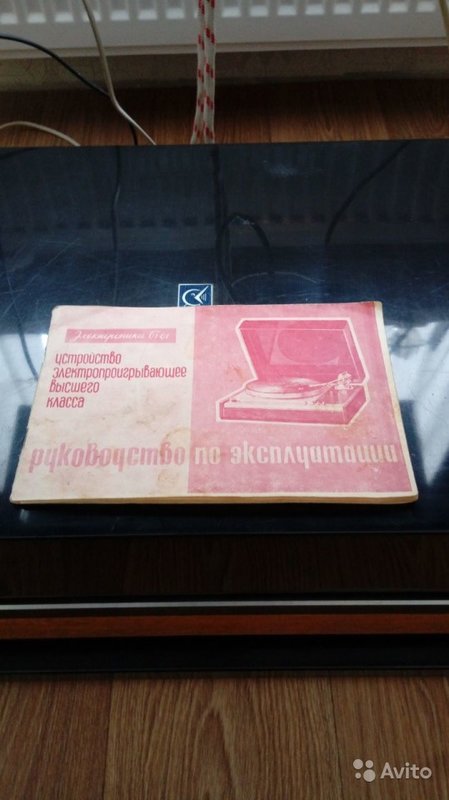 Электроника Б1-01
устройство
электропроигрывающее
высшего
класса
руководство по эксплуатации
Avito